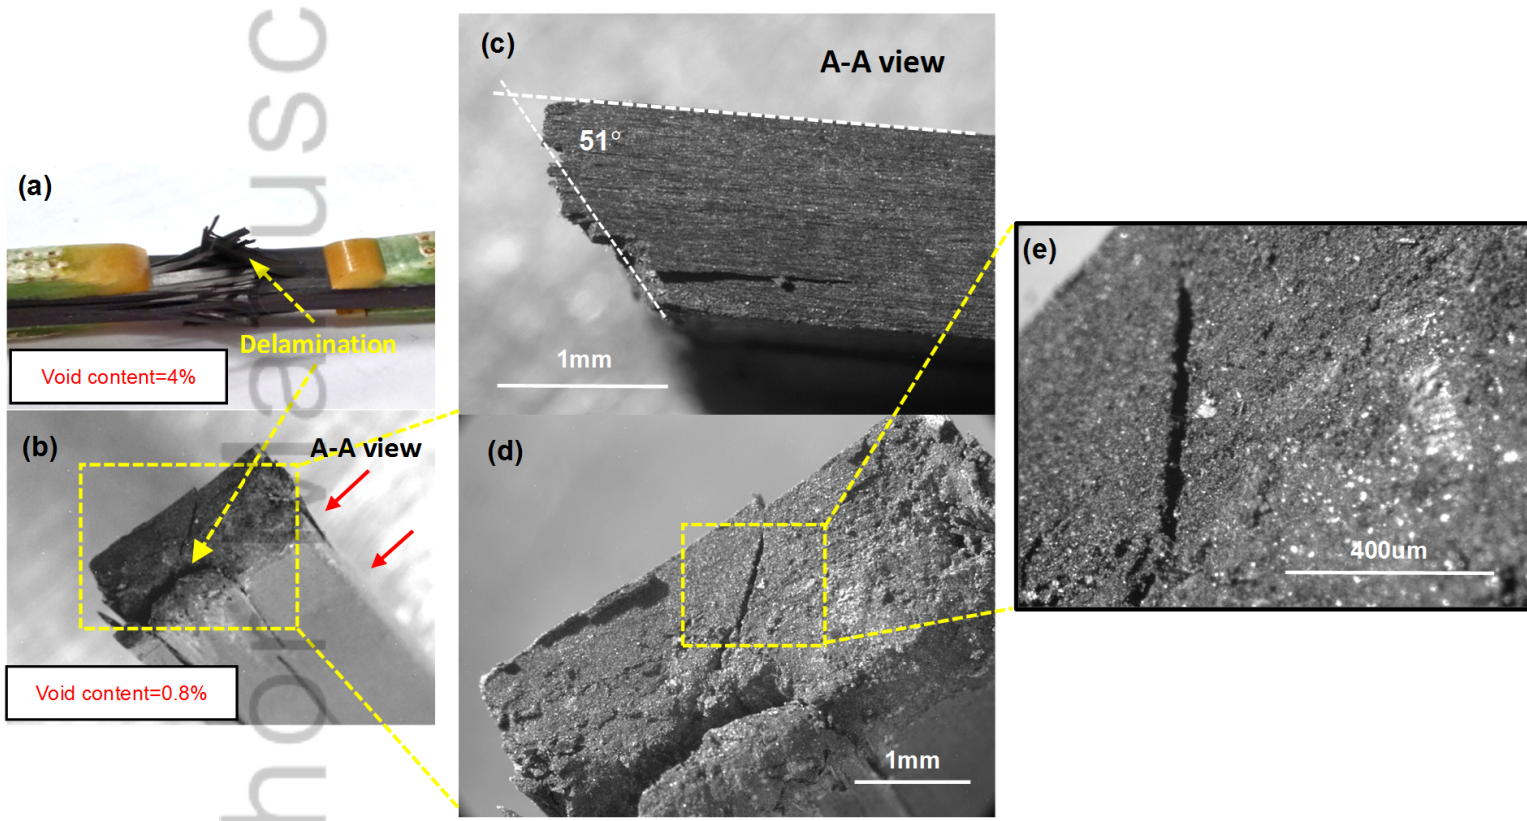 (a)
Delamination
Void content=4%
(b)
A-A view
Void content=0.8%
(c)
A-A view
51°
1mm
(d)
1mm
(e)
400um